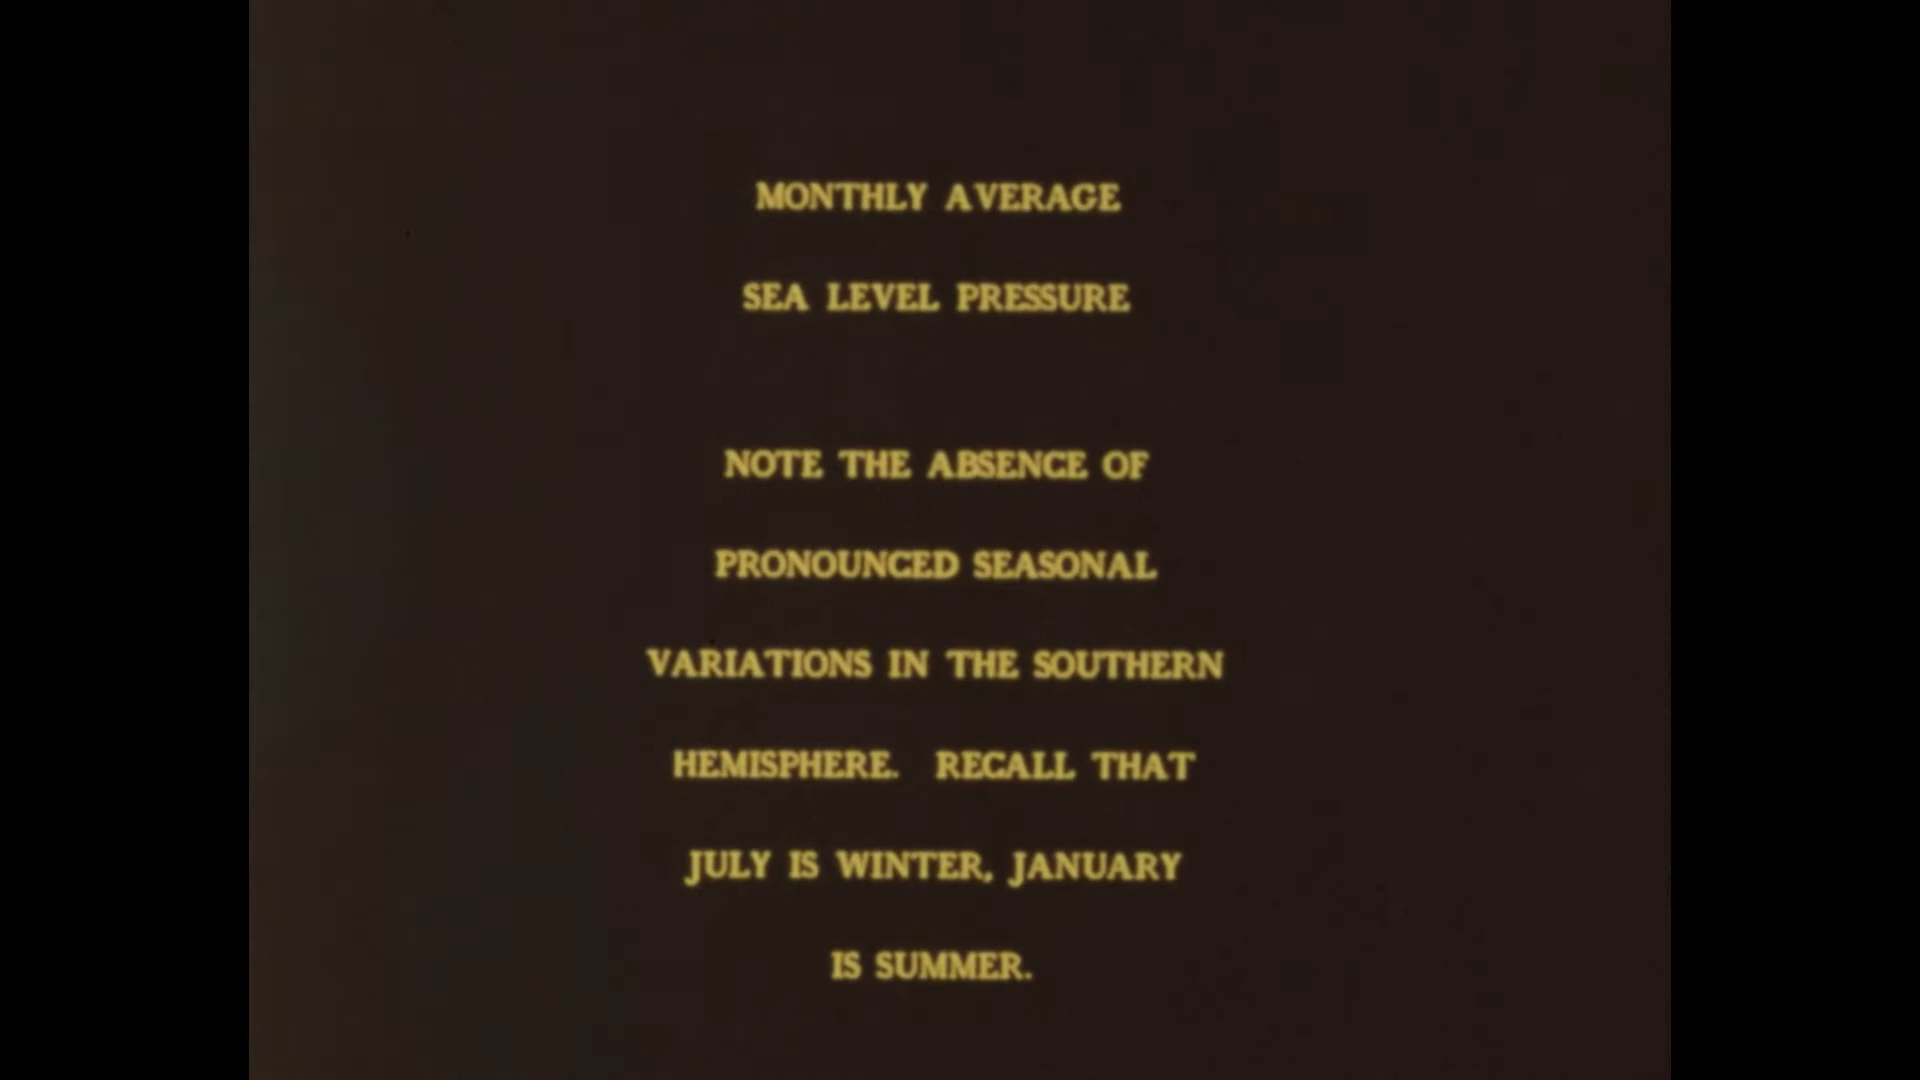 MONTHLY AVERAGE
SEA LEVEL PRESSURE
NOTE THE ABSENCE OF
PRONOUNCED SEASONAL
VARIATIONS IN THE SOUTHERN
HEMISPHERE. RECALL THAT
JULY IS WINTER, JANUARY
IS SUMMER.